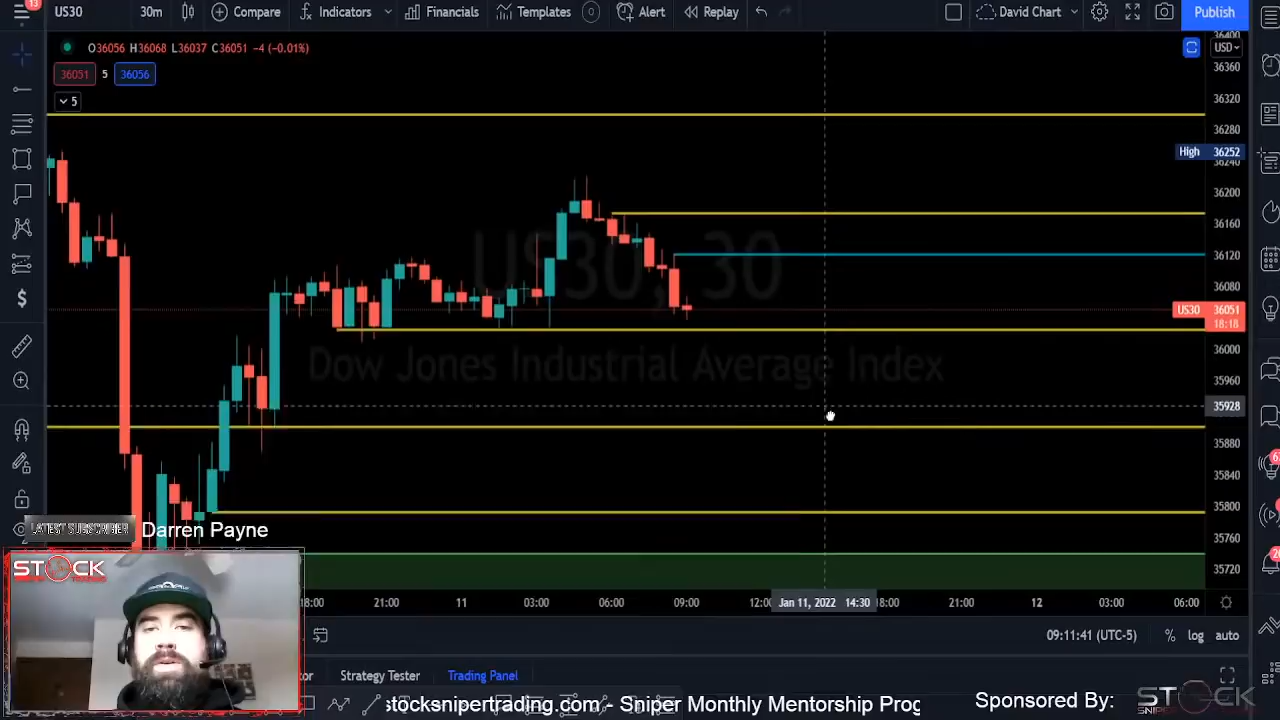 13
US30
30m
Compare
Indicators
Financials
Templates
Alert
Replay
David Chart
Publish
O36056 H36068 L36037 C36051 −4 (−0.01%)
USD
36051
5
36056
5
36360
36320
36280
High 36252
36240
36200
36160
36120
36080
US30 36051
18:18
36000
35960
35928
35880
35840
35800
35760
35720
US30, 30
Dow Jones Industrial Average Index
LATEST SUBSCRIBER
Darren Payne
STOCK
18:00
21:00
11
03:00
06:00
09:00
12:00
Jan 11, 2022 14:30
18:00
21:00
12
03:00
06:00
09:11:41 (UTC-5)
%
log
auto
Strategy Tester
Trading Panel
stocksnipertrading.com - Sniper Monthly Mentorship Prog
Sponsored By:
STOCK